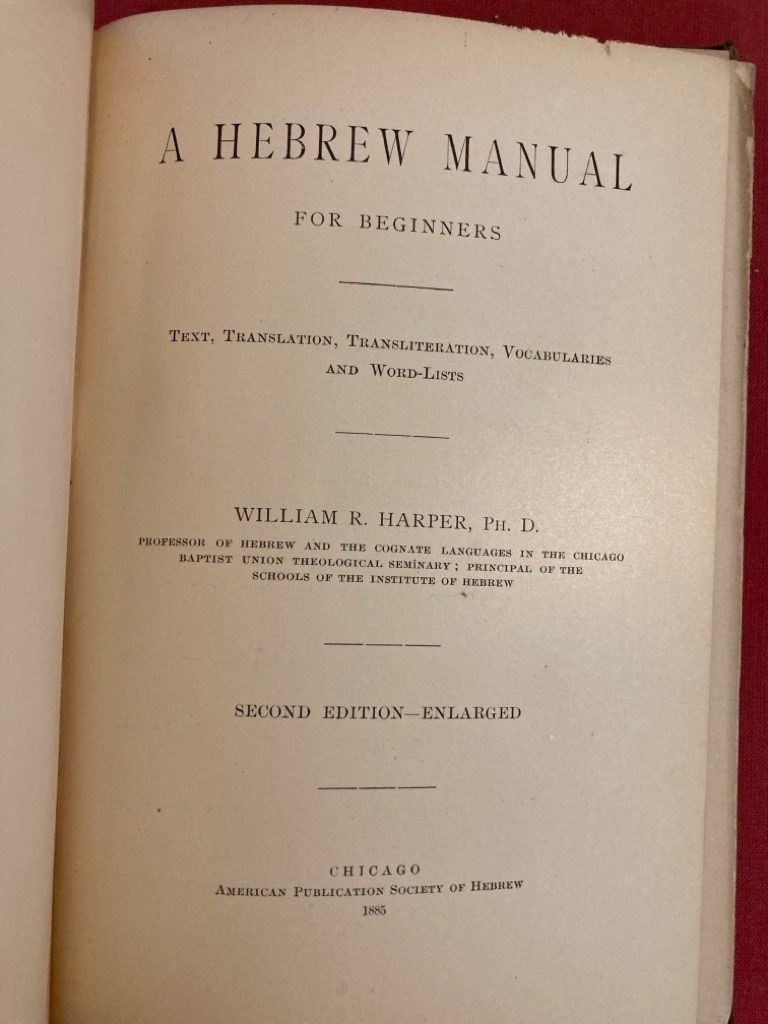 A HEBREW MANUAL
FOR BEGINNERS
TEXT, TRANSLATION, TRANSLITERATION, VOCABULARIES
AND WORD-LISTS
WILLIAM R. HARPER, PH. D.
PROFESSOR OF HEBREW AND THE COGNATE LANGUAGES IN THE CHICAGO
BAPTIST UNION THEOLOGICAL SEMINARY; PRINCIPAL OF THE
SCHOOLS OF THE INSTITUTE OF HEBREW
SECOND EDITION—ENLARGED
CHICAGO
AMERICAN PUBLICATION SOCIETY OF HEBREW
1885